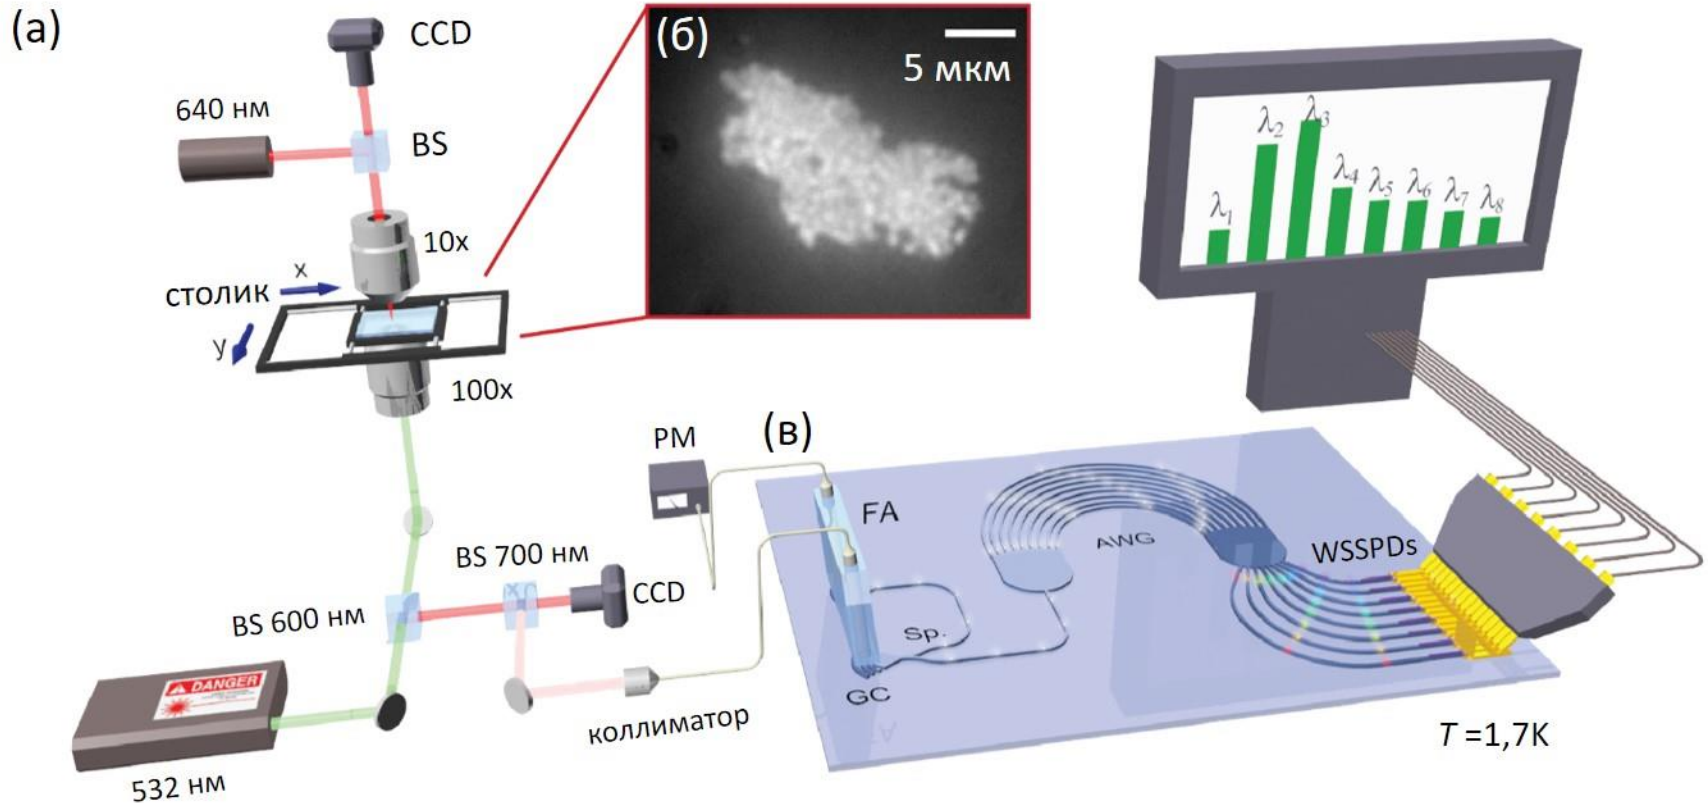 (а)
CCD
640 нм
BS
10x
x
столик
y
100x
(б)
5 мкм
λ1
λ2
λ3
λ4
λ5
λ6
λ7
λ8
PM
(в)
FA
AWG
WSSPDs
BS 700 нм
CCD
BS 600 нм
Sp.
GC
DANGER
коллиматор
532 нм
T =1,7K